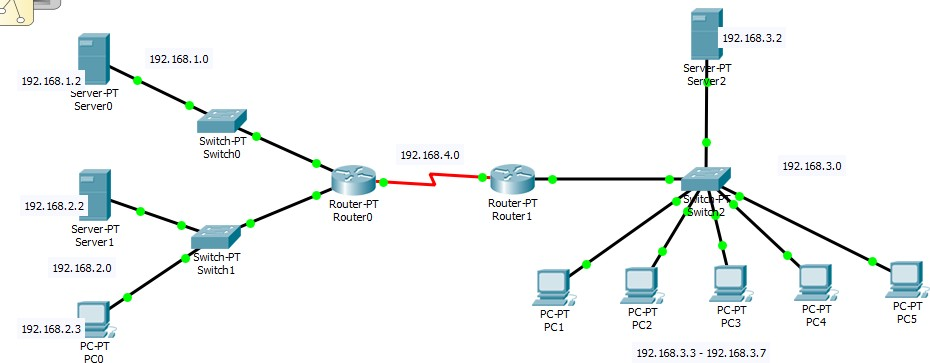 192.168.1.0
192.168.1.2
Server-PT
Server0
Switch-PT
Switch0
192.168.2.2
Server-PT
Server1
192.168.2.0
Switch-PT
Switch1
192.168.2.3
PC-PT
PC0
Router-PT
Router0
192.168.4.0
Router-PT
Router1
192.168.3.2
Server-PT
Server2
192.168.3.0
Switch-PT
Switch2
PC-PT
PC1
PC-PT
PC2
PC-PT
PC3
PC-PT
PC4
PC-PT
PC5
192.168.3.3 - 192.168.3.7